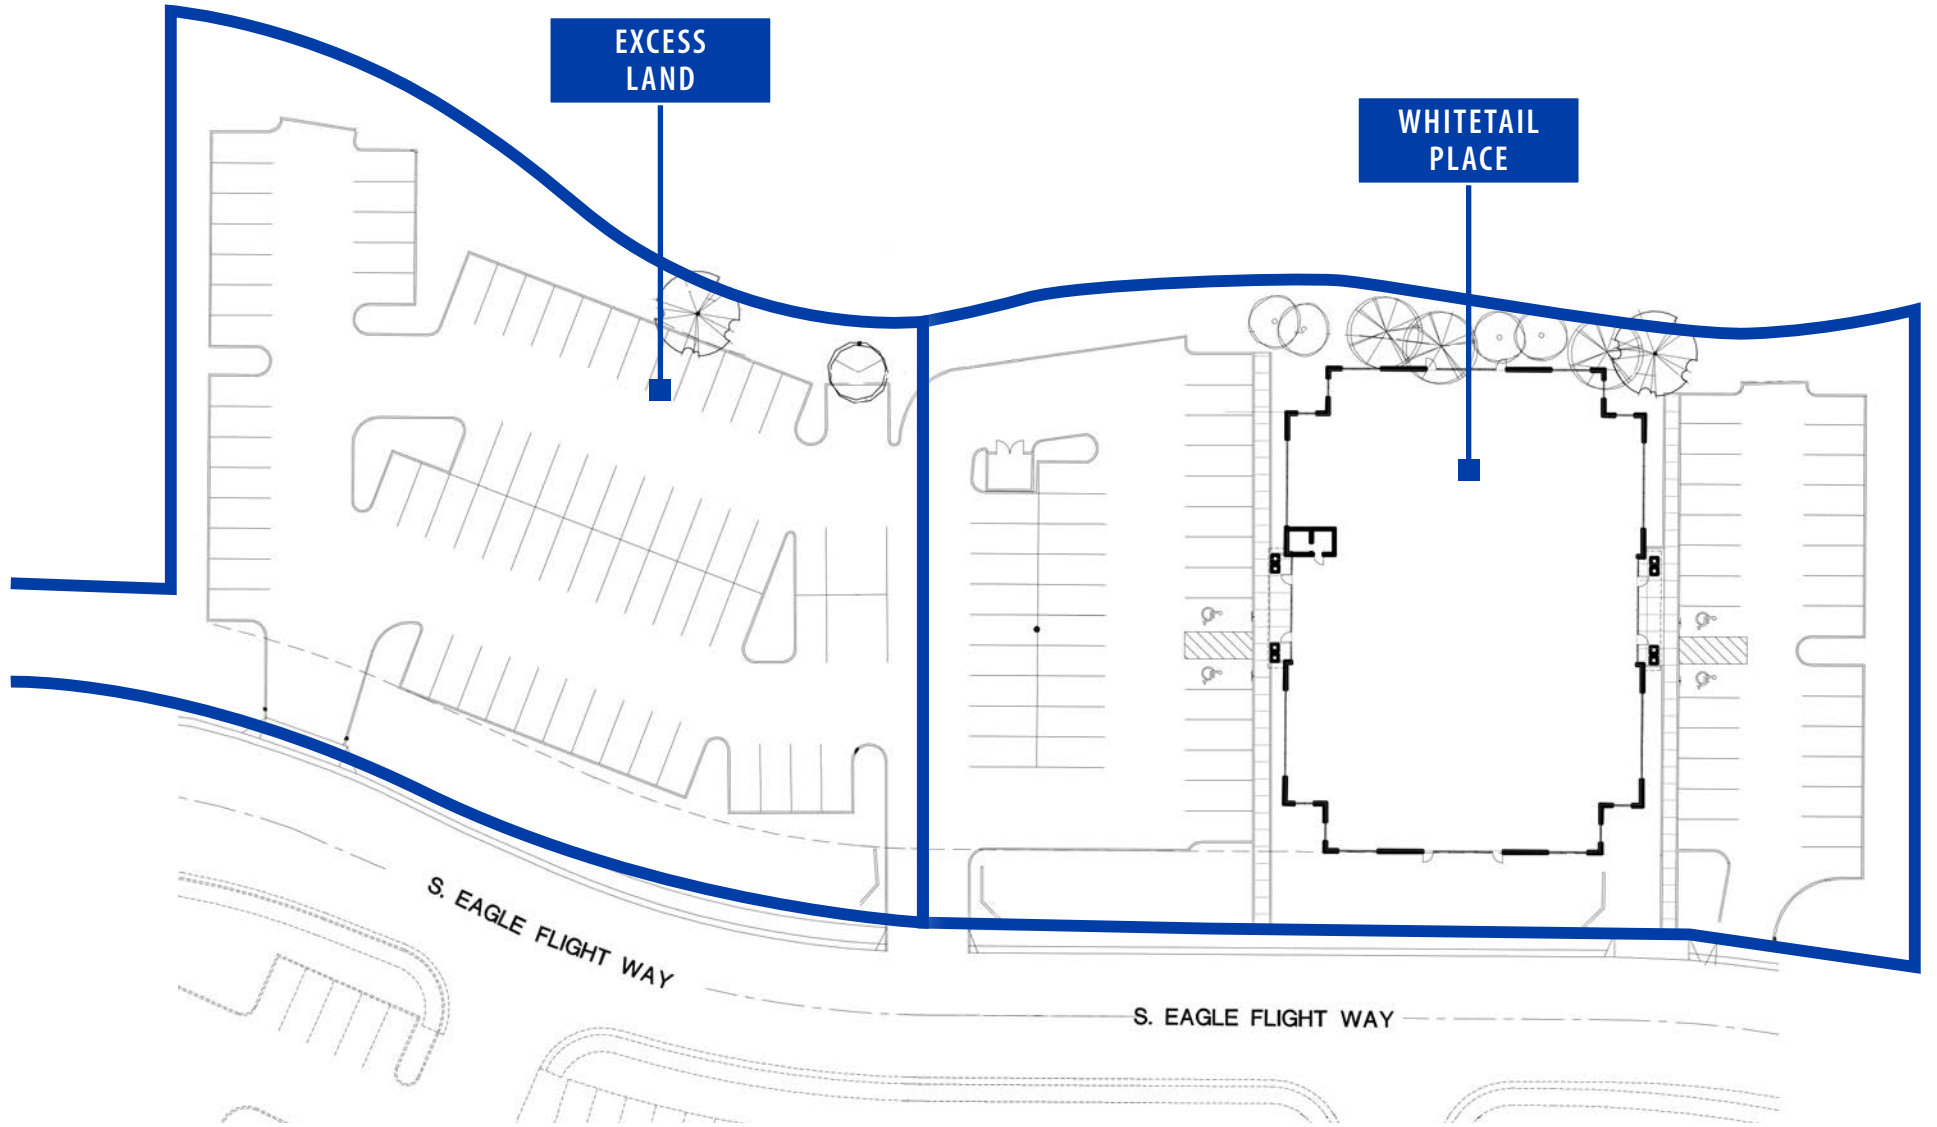 EXCESS
LAND
WHITETAIL
PLACE
S. EAGLE FLIGHT WAY
S. EAGLE FLIGHT WAY